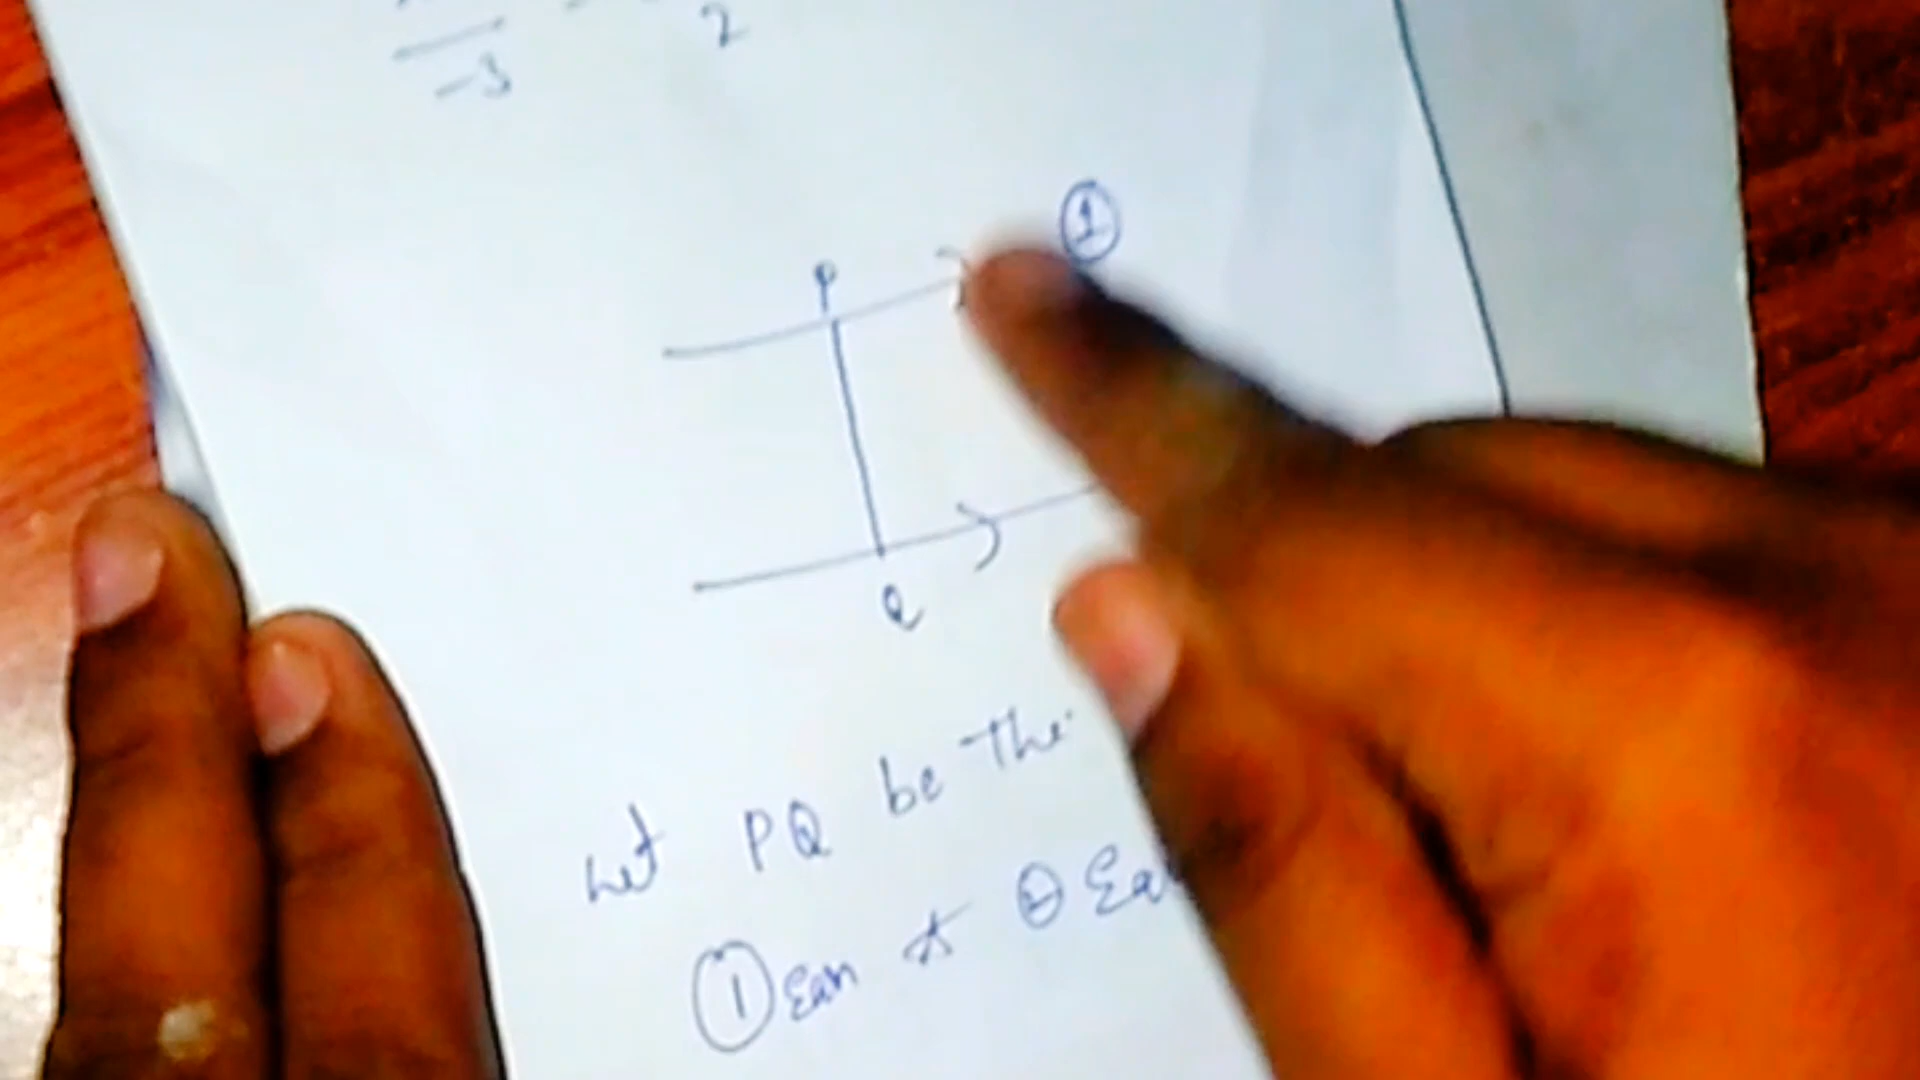 -3
2
1
P
Q
Let PQ be the
① Eqn & ② Eq